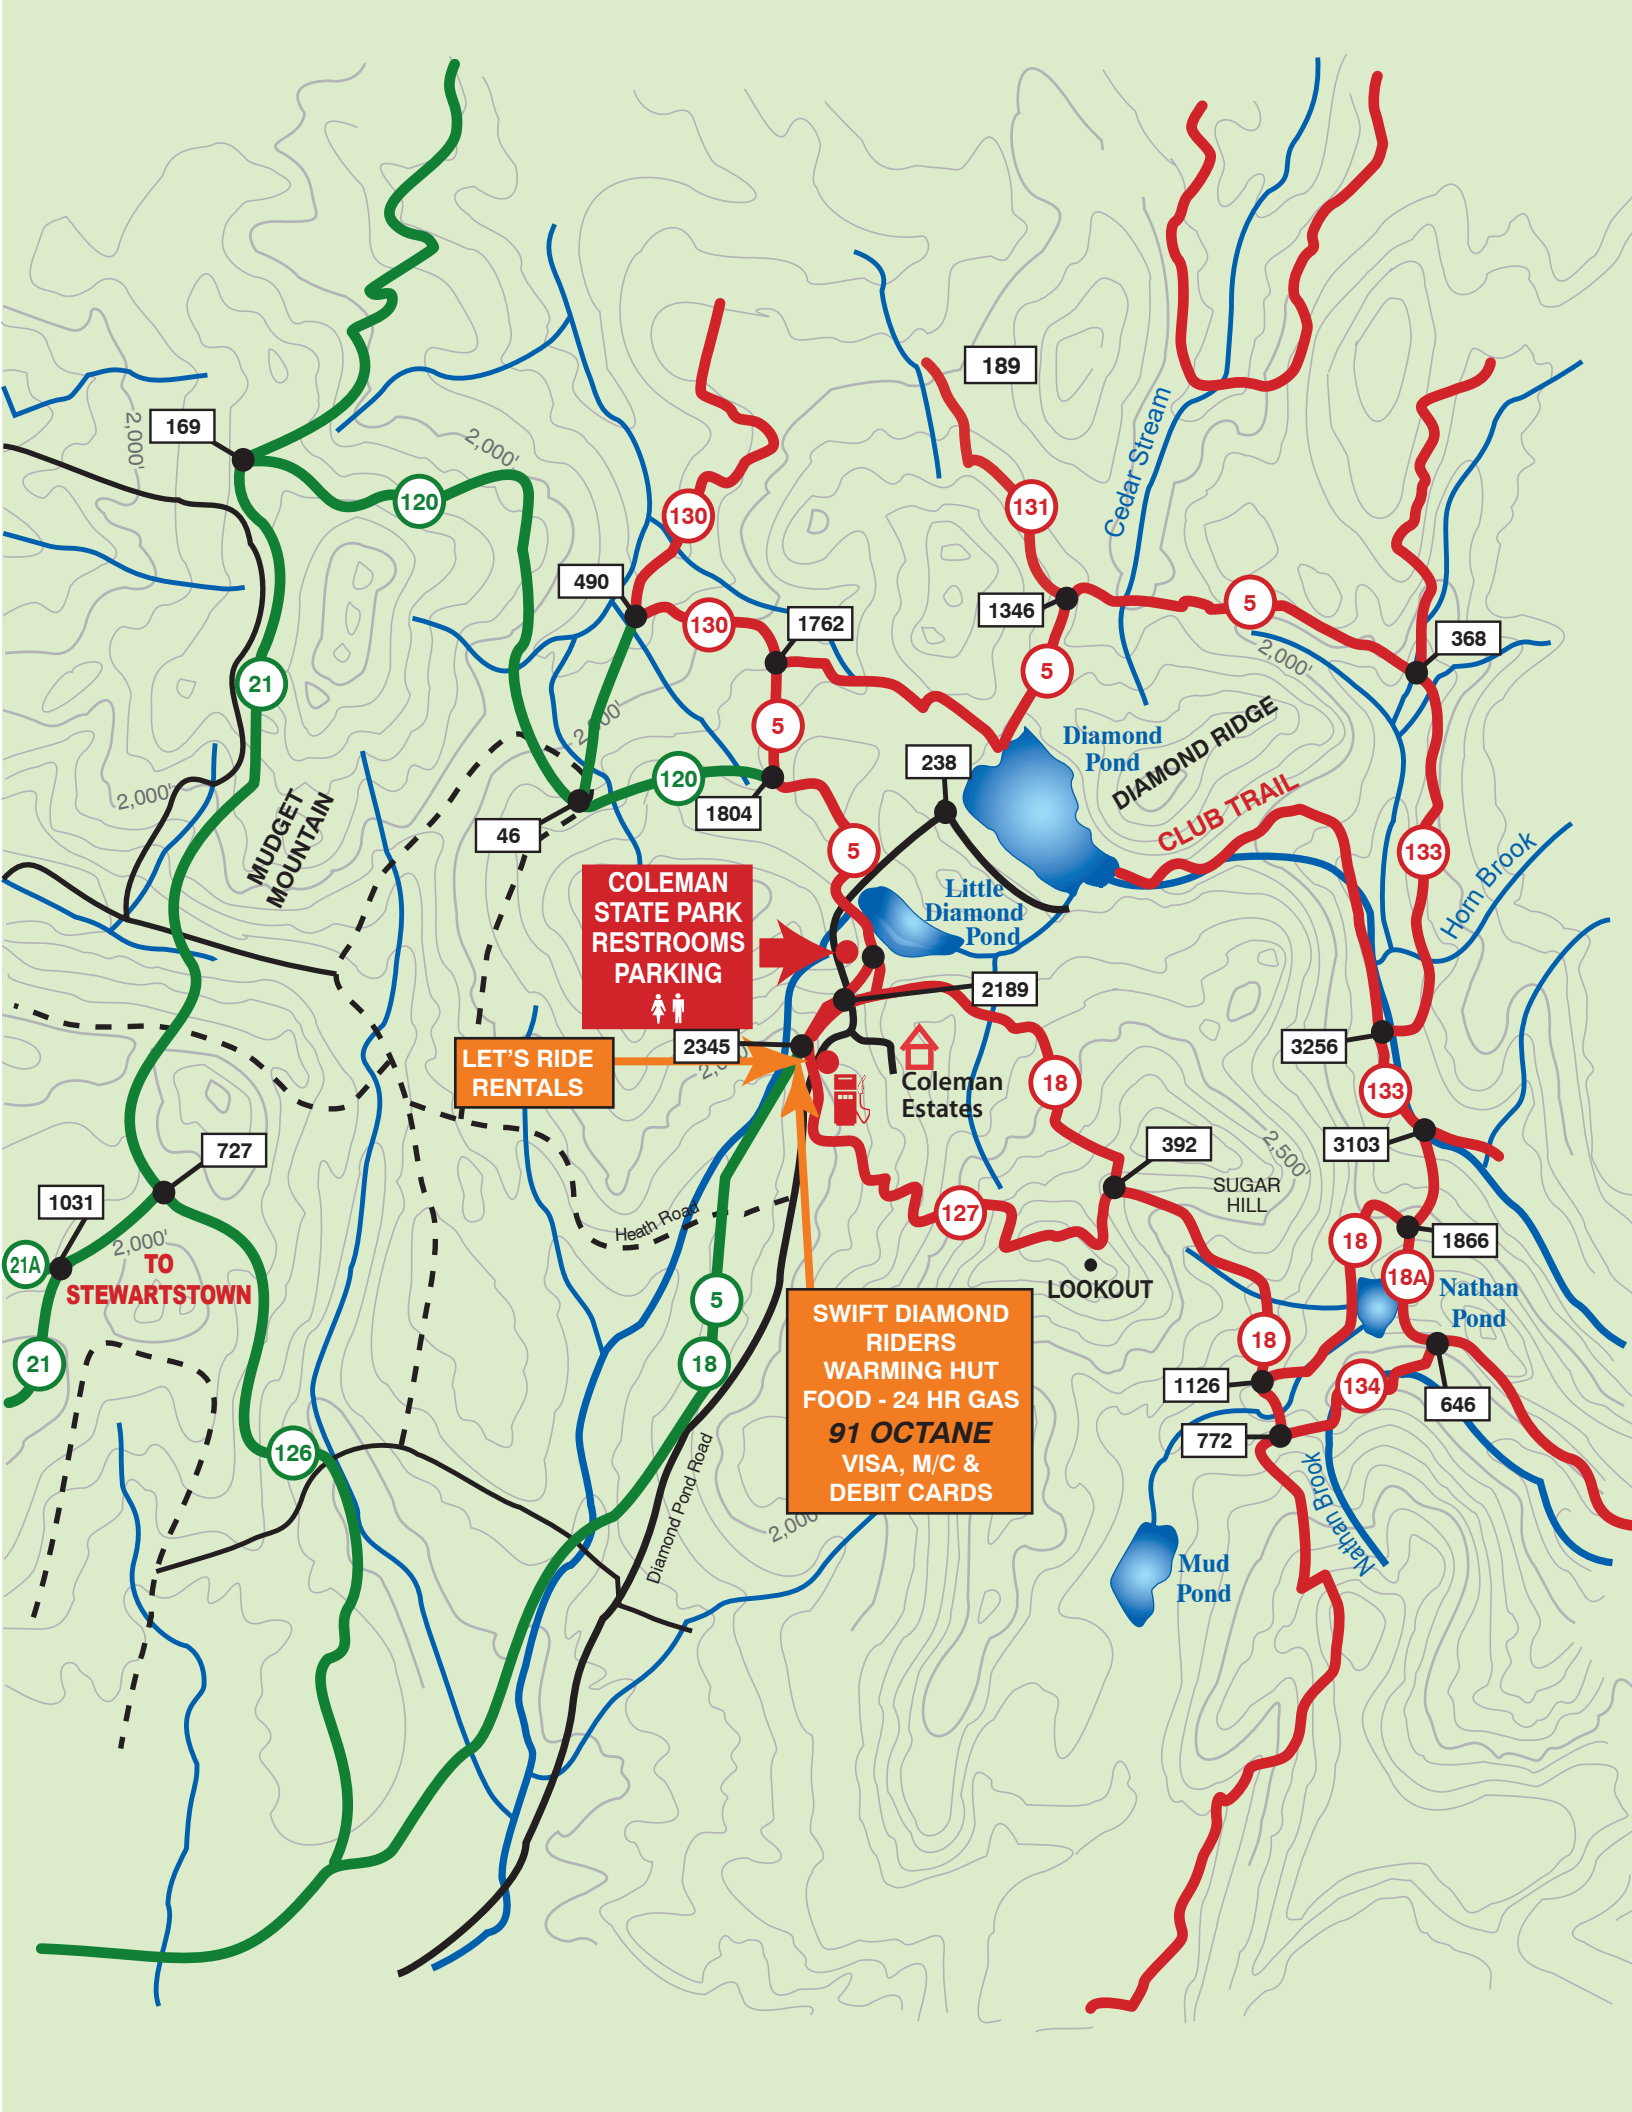 189
169
2,000'
2,000'
120
130
131
Cedar Stream
490
130
1762
1346
5
368
2,000'
21
5
5
2,000'
Diamond
Pond
DIAMOND RIDGE
238
120
1804
46
2,000'
MUDGET
MOUNTAIN
CLUB TRAIL
5
133
Horn Brook
COLEMAN
STATE PARK
RESTROOMS
PARKING
Little
Diamond
Pond
2189
2345
3256
LET'S RIDE
RENTALS
Coleman
Estates
18
133
3103
392
2,500'
SUGAR
HILL
727
1031
2,000'
21A
TO
STEWARTSTOWN
Heath Road
127
LOOKOUT
18
1866
18A
Nathan
Pond
5
18
18
21
1126
134
646
772
SWIFT DIAMOND
RIDERS
WARMING HUT
FOOD - 24 HR GAS
91 OCTANE
VISA, M/C &
DEBIT CARDS
126
Diamond Pond Road
Nathan Brook
Mud
Pond